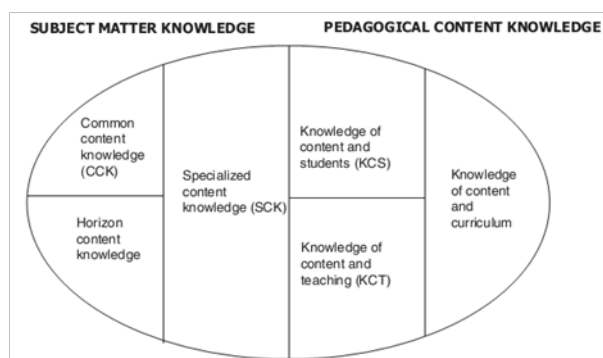 SUBJECT MATTER KNOWLEDGE
PEDAGOGICAL CONTENT KNOWLEDGE
Common
content
knowledge
(CCK)
Horizon
content
knowledge
Specialized
content
knowledge (SCK)
Knowledge of
content and
students (KCS)
Knowledge of
content and
teaching (KCT)
Knowledge
of content
and
curriculum